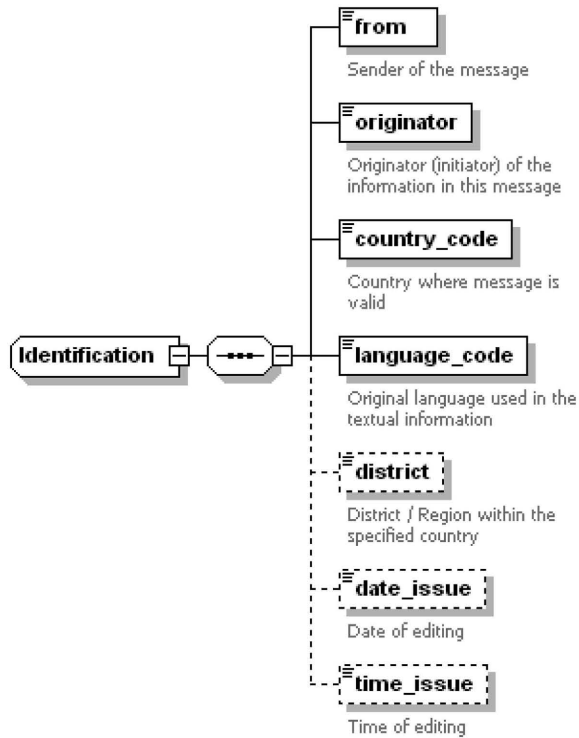 from
Sender of the message
originator
Originator (initiator) of the
information in this message
country_code
Country where message is
valid
Identification
language_code
Original language used in the
textual information
district
District / Region within the
specified country
date_issue
Date of editing
time_issue
Time of editing